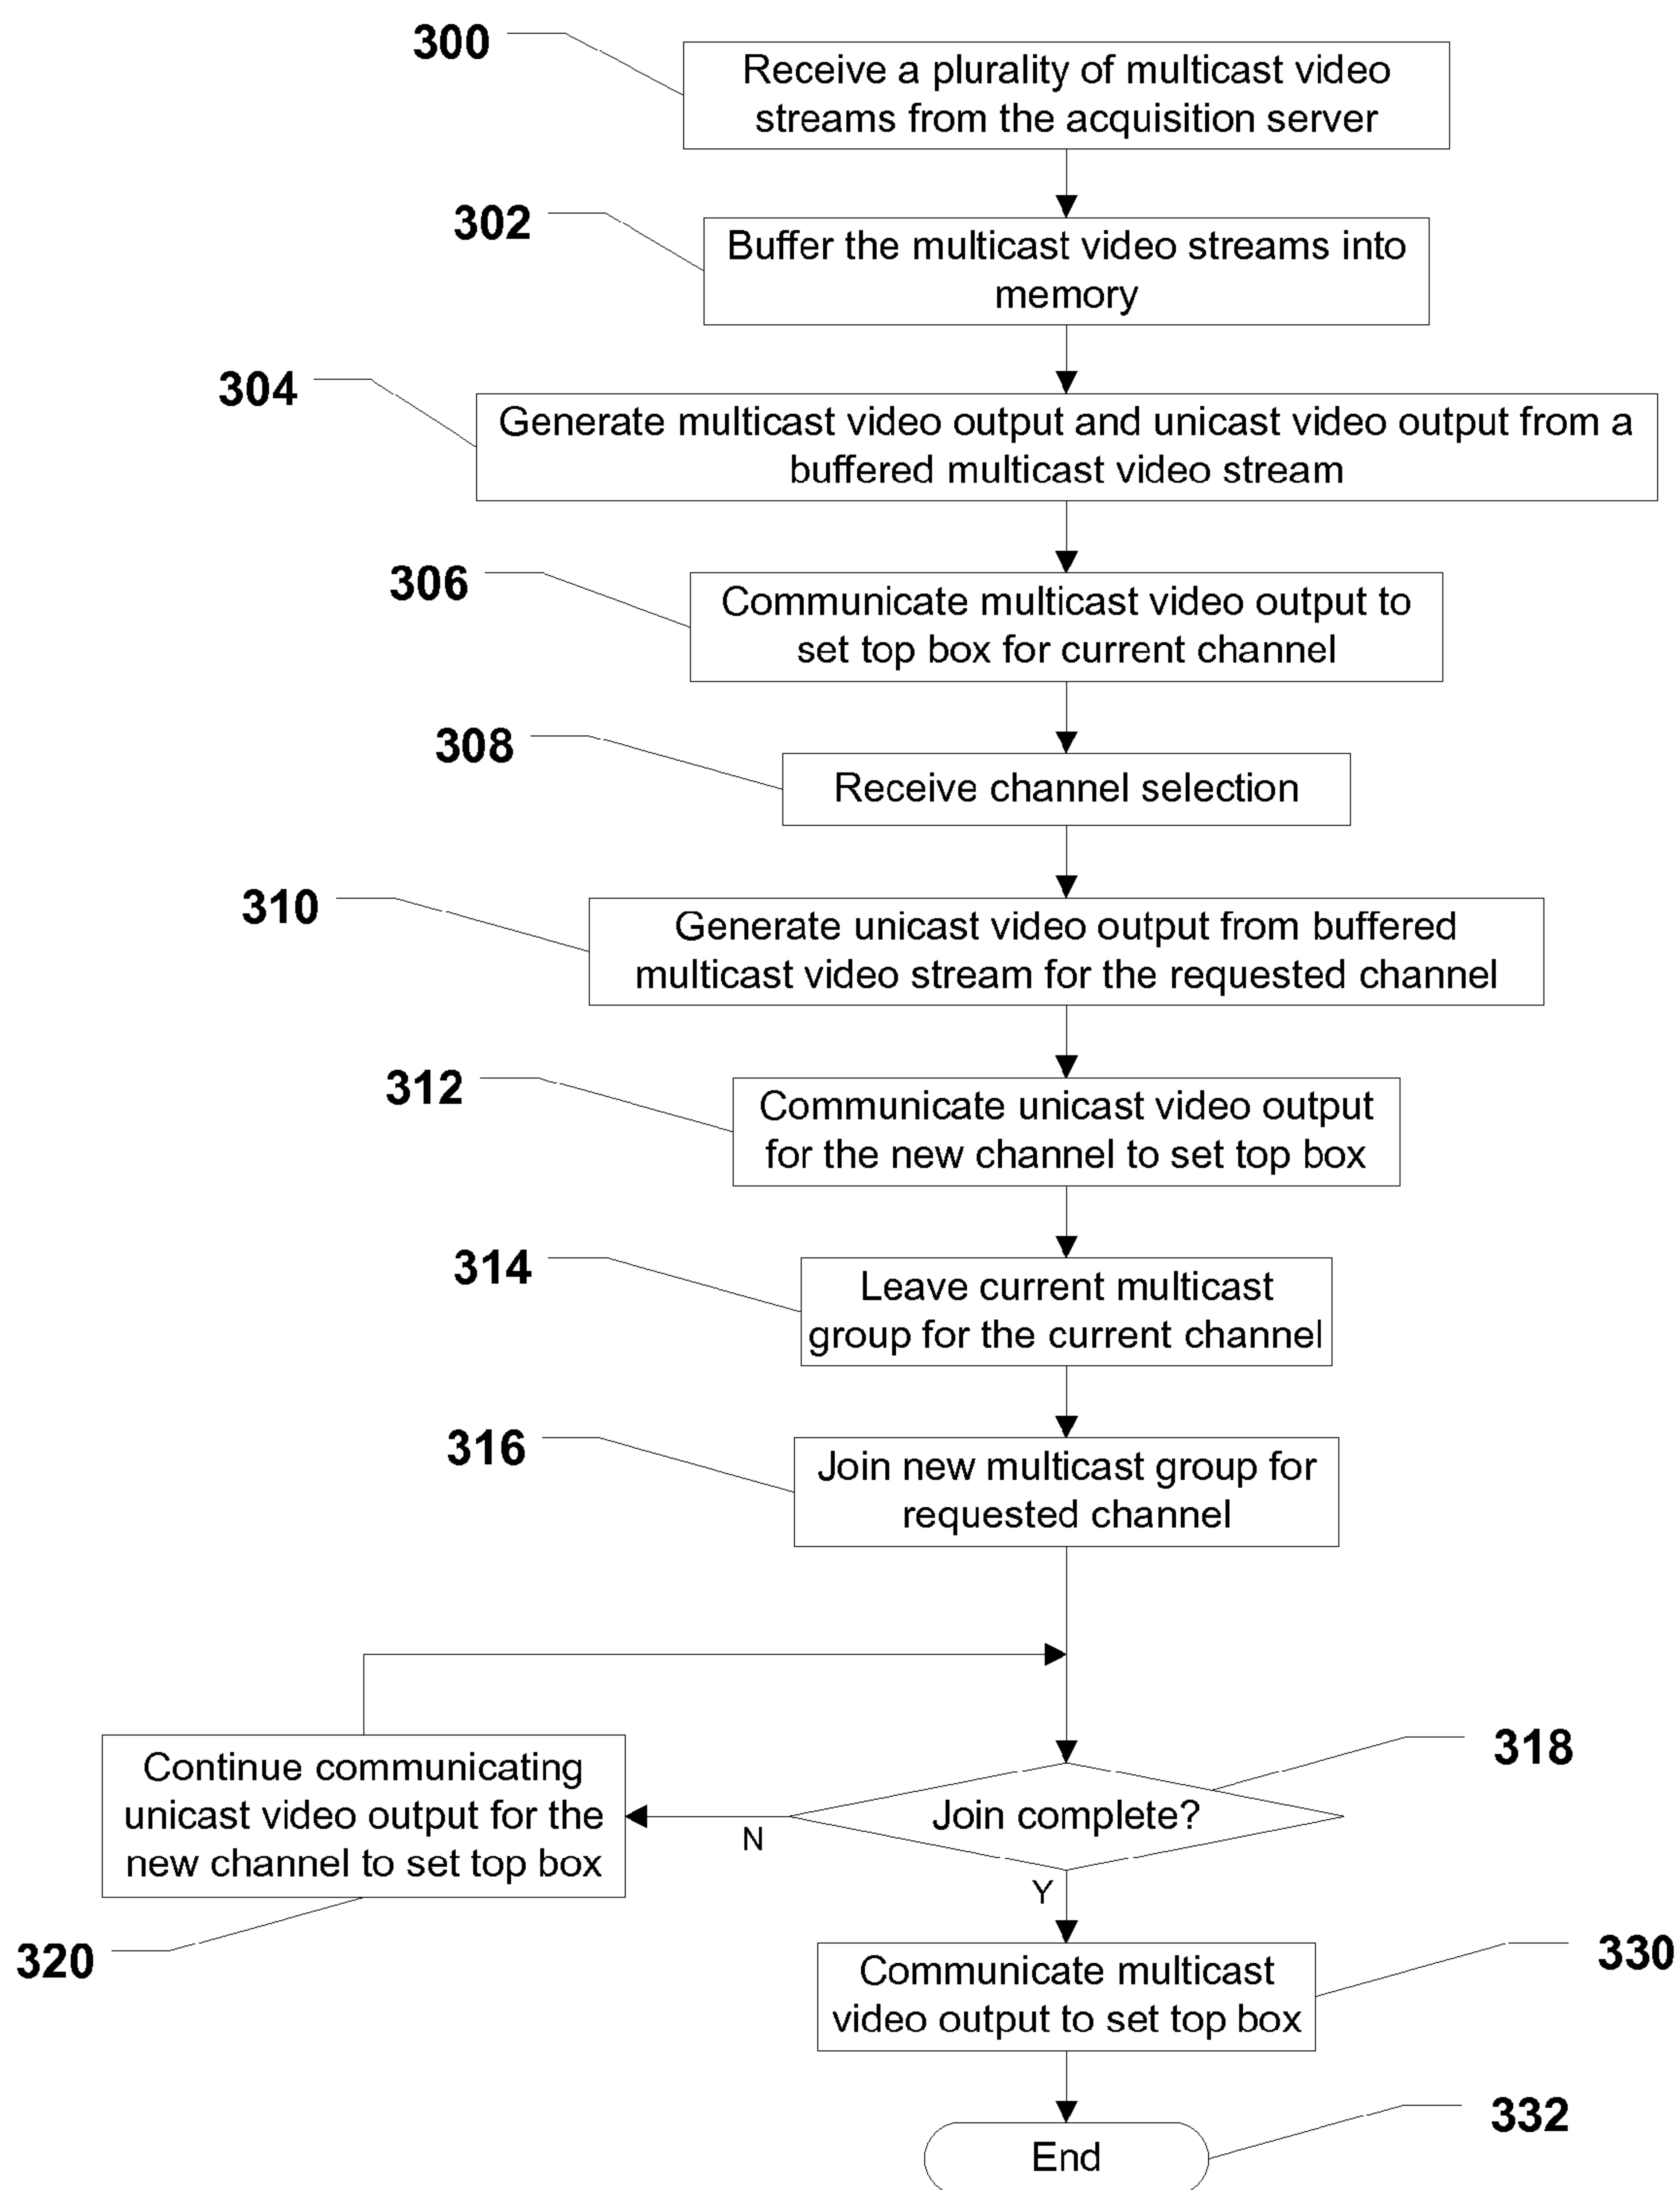 300
Receive a plurality of multicast video
streams from the acquisition server
302
Buffer the multicast video streams into
memory
304
Generate multicast video output and unicast video output from a
buffered multicast video stream
306
Communicate multicast video output to
set top box for current channel
308
Receive channel selection
310
Generate unicast video output from buffered
multicast video stream for the requested channel
312
Communicate unicast video output
for the new channel to set top box
314
Leave current multicast
group for the current channel
316
Join new multicast group for
requested channel
318
Join complete?
N
Y
Continue communicating
unicast video output for the
new channel to set top box
320
330
Communicate multicast
video output to set top box
332
End